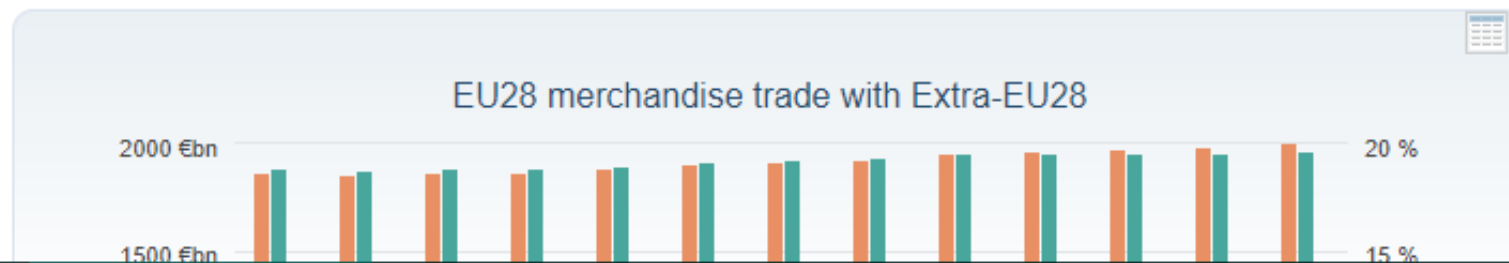 EU28 merchandise trade with Extra-EU28
2000 €bn
20 %
1500 €bn
15 %